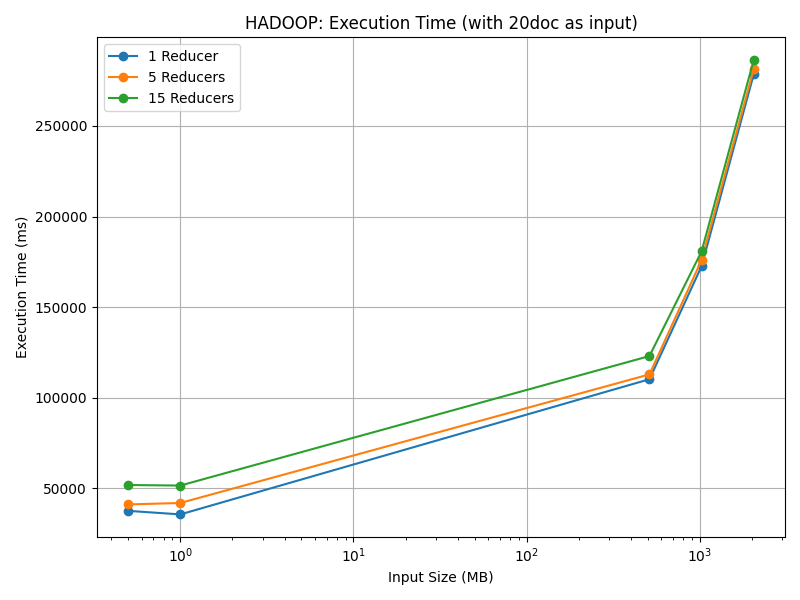 HADOOP: Execution Time (with 20doc as input)
1 Reducer
5 Reducers
15 Reducers
250000
200000
150000
100000
50000
Execution Time (ms)
10⁰
10¹
10²
10³
Input Size (MB)